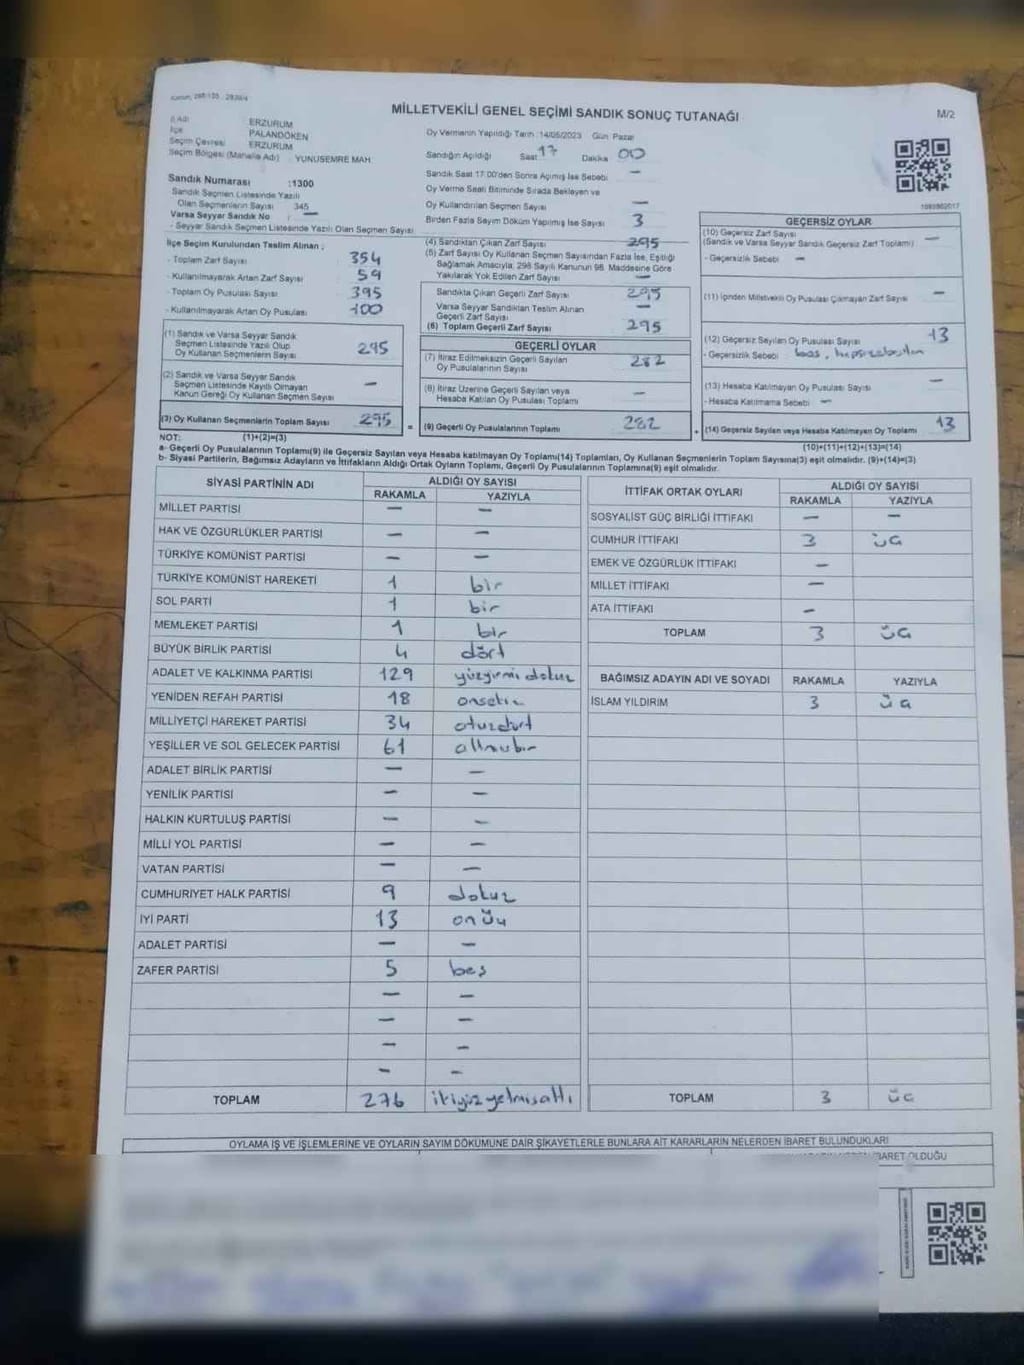 MİLLETVEKİLİ GENEL SEÇİMİ SANDIK SONUÇ TUTANAĞI
M/2
İl Adı ERZURUM
İlçe PALANDÖKEN
Seçim Çevresi ERZURUM
Seçim Bölgesi (Mahalle Adı) YUNUSEMRE MAH.
Sandık Numarası :1300
Sandık Seçmen Listesinde Yazılı
Olan Seçmenlerin Sayısı 345
Varsa Seyyar Sandık No : —
- Seyyar Sandık Seçmen Listesinde Yazılı Olan Seçmen Sayısı
İlçe Seçim Kurulundan Teslim Alınan ;
- Toplam Zarf Sayısı 354
- Kullanılmayarak Artan Zarf Sayısı 59
- Toplam Oy Pusulası Sayısı 395
- Kullanılmayarak Artan Oy Pusulası 100
(1) Sandık ve Varsa Seyyar Sandık
Seçmen Listesinde Yazılı Olup
Oy Kullanan Seçmenlerin Sayısı 295
(2) Sandık ve Varsa Seyyar Sandık
Seçmen Listesinde Kayıtlı Olmayan
Kanun Gereği Oy Kullanan Seçmen Sayısı —
(3) Oy Kullanan Seçmenlerin Toplam Sayısı 295
Oy Vermenin Yapıldığı Tarih :14/05/2023 Gün Pazar
Sandığın Açıldığı Saat 17 Dakika 00
Sandık Saat 17:00'den Sonra Açılmış İse Sebebi —
Oy Verme Saati Bitiminde Sırada Bekleyen ve
Oy Kullandırılan Seçmen Sayısı —
Birden Fazla Sayım Döküm Yapılmış İse Sayısı 3
(4) Sandıktan Çıkan Zarf Sayısı 295
(5) Zarf Sayısı Oy Kullanan Seçmen Sayısından Fazla İse, Eşitliği
Sağlamak Amacıyla, 298 Sayılı Kanunun 98. Maddesine Göre
Yakılarak Yok Edilen Zarf Sayısı —
Sandıkta Çıkan Geçerli Zarf Sayısı 295
Varsa Seyyar Sandıktan Teslim Alınan
Geçerli Zarf Sayısı —
(6) Toplam Geçerli Zarf Sayısı 295
GEÇERLİ OYLAR
(7) İtiraz Edilmeksizin Geçerli Sayılan
Oy Pusulalarının Sayısı 282
(8) İtiraz Üzerine Geçerli Sayılan veya
Hesaba Katılan Oy Pusulası Toplamı —
= (9) Geçerli Oy Pusulalarının Toplamı 282
GEÇERSİZ OYLAR
(10) Geçersiz Zarf Sayısı
(Sandık ve Varsa Seyyar Sandık Geçersiz Zarf Toplamı) —
- Geçersizlik Sebebi —
(11) İçinden Milletvekili Oy Pusulası Çıkmayan Zarf Sayısı —
(12) Geçersiz Sayılan Oy Pusulası Sayısı 13
- Geçersizlik Sebebi boş,
(13) Hesaba Katılmayan Oy Pusulası Sayısı —
- Hesaba Katılmama Sebebi —
+ (14) Geçersiz Sayılan veya Hesaba Katılmayan Oy Toplamı 13
NOT: (1)+(2)=(3) (10)+(11)+(12)+(13)=(14)
a- Geçerli Oy Pusulalarının Toplamı(9) ile Geçersiz Sayılan veya Hesaba katılmayan Oy Toplamı(14) Toplamları, Oy Kullanan Seçmenlerin Toplam Sayısına(3) eşit olmalıdır. (9)+(14)=(3)
b- Siyasi Partilerin, Bağımsız Adayların ve İttifakların Aldığı Ortak Oyların Toplamı, Geçerli Oy Pusulalarının Toplamına(9) eşit olmalıdır.
SİYASİ PARTİNİN ADI ALDIĞI OY SAYISI
RAKAMLA YAZIYLA
MİLLET PARTİSİ — —
HAK VE ÖZGÜRLÜKLER PARTİSİ — —
TÜRKİYE KOMÜNİST PARTİSİ — —
TÜRKİYE KOMÜNİST HAREKETİ 1 bir
SOL PARTİ 1 bir
MEMLEKET PARTİSİ 1 bir
BÜYÜK BİRLİK PARTİSİ 4 dört
ADALET VE KALKINMA PARTİSİ 129 yüzyirmi dokuz
YENİDEN REFAH PARTİSİ 18 onsekiz
MİLLİYETÇİ HAREKET PARTİSİ 34 otuzdört
YEŞİLLER VE SOL GELECEK PARTİSİ 61 altmışbir
ADALET BİRLİK PARTİSİ — —
YENİLİK PARTİSİ — —
HALKIN KURTULUŞ PARTİSİ — —
MİLLİ YOL PARTİSİ — —
VATAN PARTİSİ — —
CUMHURİYET HALK PARTİSİ 9 dokuz
İYİ PARTİ 13 onüç
ADALET PARTİSİ — —
ZAFER PARTİSİ 5 beş
— —
— —
— —
— —
TOPLAM 276 ikiyüzyetmişaltı
İTTİFAK ORTAK OYLARI ALDIĞI OY SAYISI
RAKAMLA YAZIYLA
SOSYALİST GÜÇ BİRLİĞİ İTTİFAKI — —
CUMHUR İTTİFAKI 3 üç
EMEK VE ÖZGÜRLÜK İTTİFAKI —
MİLLET İTTİFAKI —
ATA İTTİFAKI —
TOPLAM 3 üç
BAĞIMSIZ ADAYIN ADI VE SOYADI RAKAMLA YAZIYLA
İSLAM YILDIRIM 3 üç
TOPLAM 3 üç
OYLAMA İŞ VE İŞLEMLERİNE VE OYLARIN SAYIM DÖKÜMÜNE DAİR ŞİKAYETLERLE BUNLARA AİT KARARLARIN NELERDEN İBARET BULUNDUKLARI
İBARET OLDUĞU